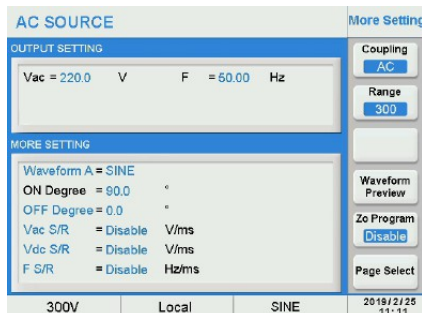 AC SOURCE
More Setting
OUTPUT SETTING
Vac = 220.0 V F = 50.00 Hz
MORE SETTING
Waveform A = SINE
ON Degree = 90.0 °
OFF Degree = 0.0 °
Vac S/R = Disable V/ms
Vdc S/R = Disable V/ms
F S/R = Disable Hz/ms
Coupling
AC
Range
300
Waveform
Preview
Zo Program
Disable
Page Select
300V Local SINE
2019/2/25
11:11